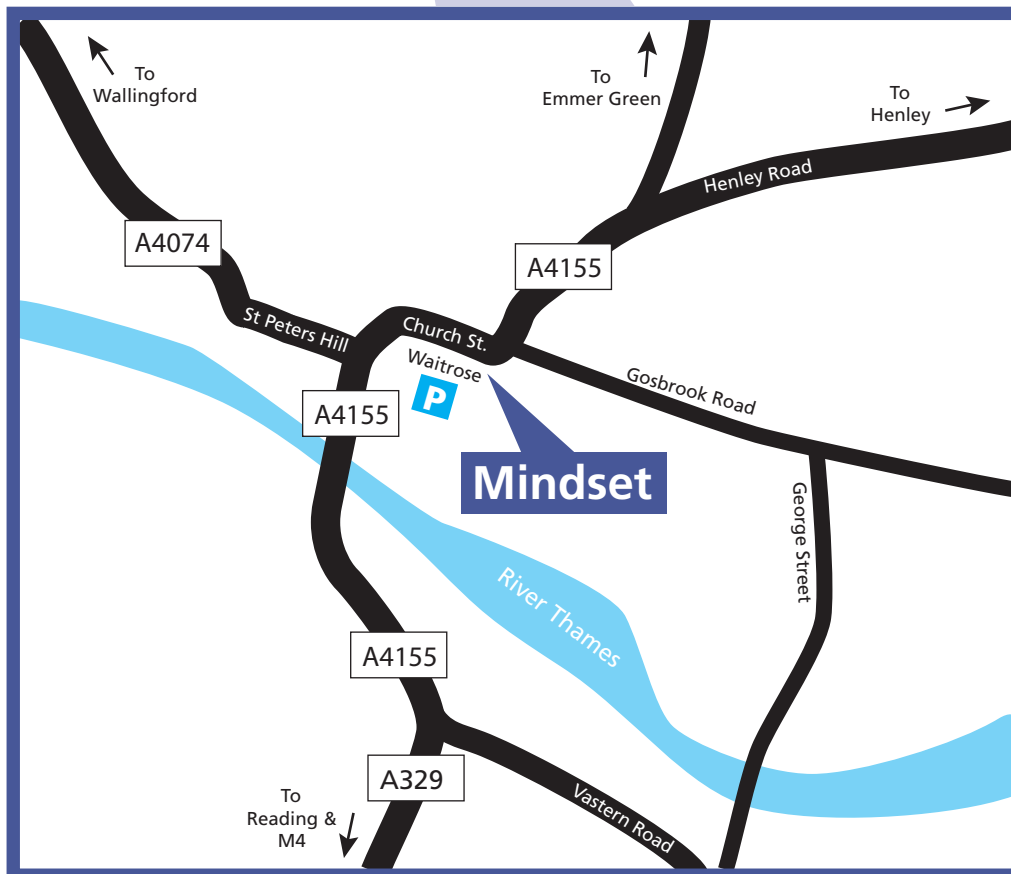 To
Wallingford
To
Emmer Green
To
Henley
Henley Road
A4074
A4155
St Peters Hill
Church St.
Waitrose
P
Gosbrook Road
A4155
Mindset
George Street
River Thames
A4155
A329
To
Reading &
M4
Vastern Road